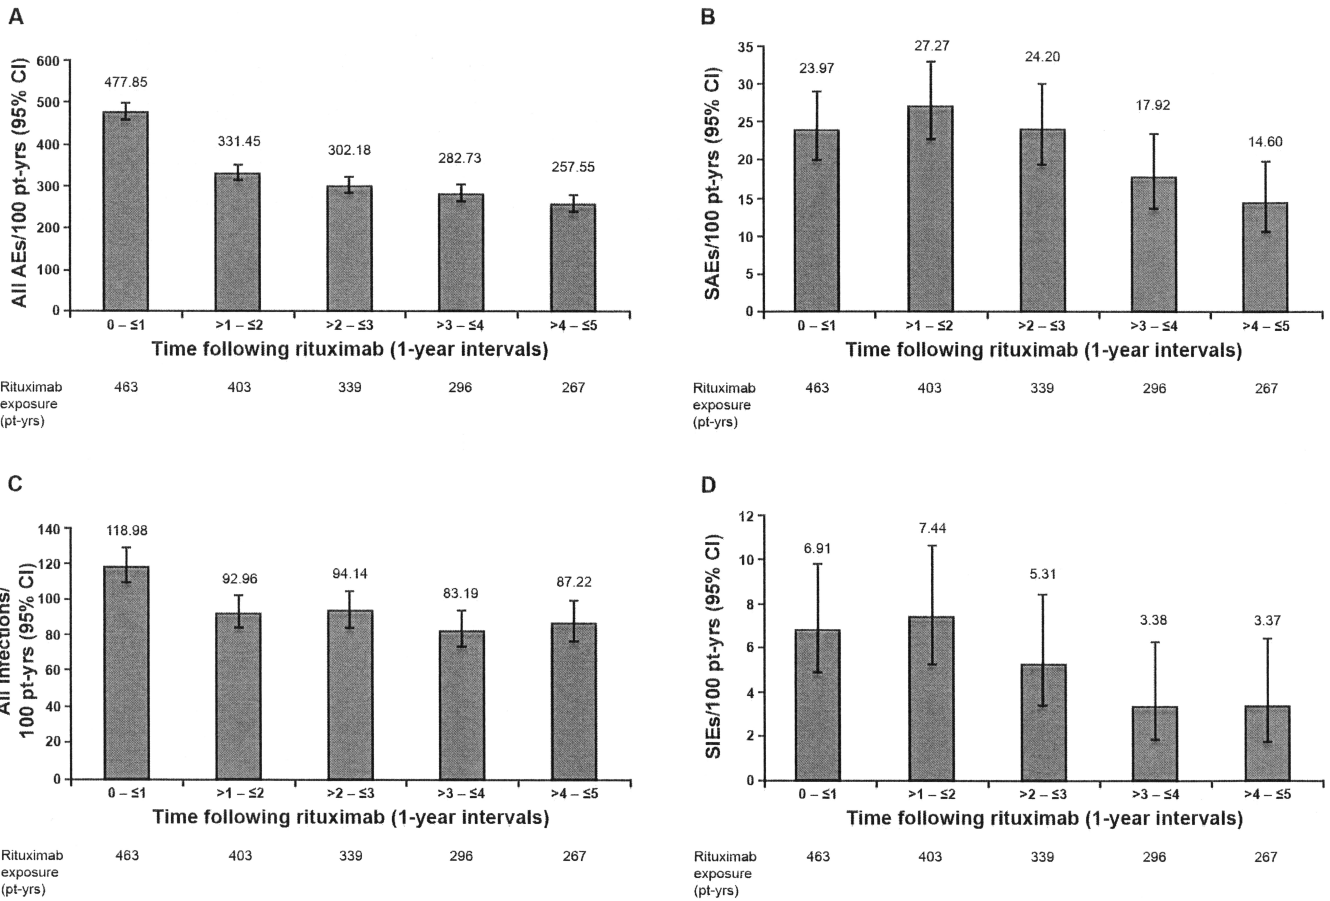 A
All AEs/100 pt-yrs (95% CI)
600
500
400
300
200
100
0
477.85
331.45
302.18
282.73
257.55
0 – ≤1
>1 – ≤2
>2 – ≤3
>3 – ≤4
>4 – ≤5
Time following rituximab (1-year intervals)
Rituximab
exposure
(pt-yrs)
463
403
339
296
267
B
SAEs/100 pt-yrs (95% CI)
35
30
25
20
15
10
5
0
23.97
27.27
24.20
17.92
14.60
0 – ≤1
>1 – ≤2
>2 – ≤3
>3 – ≤4
>4 – ≤5
Time following rituximab (1-year intervals)
Rituximab
exposure
(pt-yrs)
463
403
339
296
267
C
All Infections/
100 pt-yrs (95% CI)
140
120
100
80
60
40
20
0
118.98
92.96
94.14
83.19
87.22
0 – ≤1
>1 – ≤2
>2 – ≤3
>3 – ≤4
>4 – ≤5
Time following rituximab (1-year intervals)
Rituximab
exposure
(pt-yrs)
463
403
339
296
267
D
SIEs/100 pt-yrs (95% CI)
12
10
8
6
4
2
0
6.91
7.44
5.31
3.38
3.37
0 – ≤1
>1 – ≤2
>2 – ≤3
>3 – ≤4
>4 – ≤5
Time following rituximab (1-year intervals)
Rituximab
exposure
(pt-yrs)
463
403
339
296
267